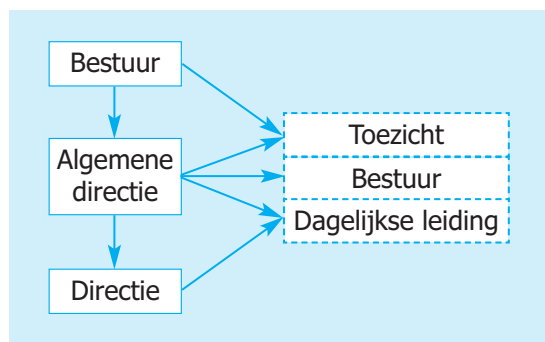 Bestuur
Algemene
directie
Directie
Toezicht
Bestuur
Dagelijkse leiding